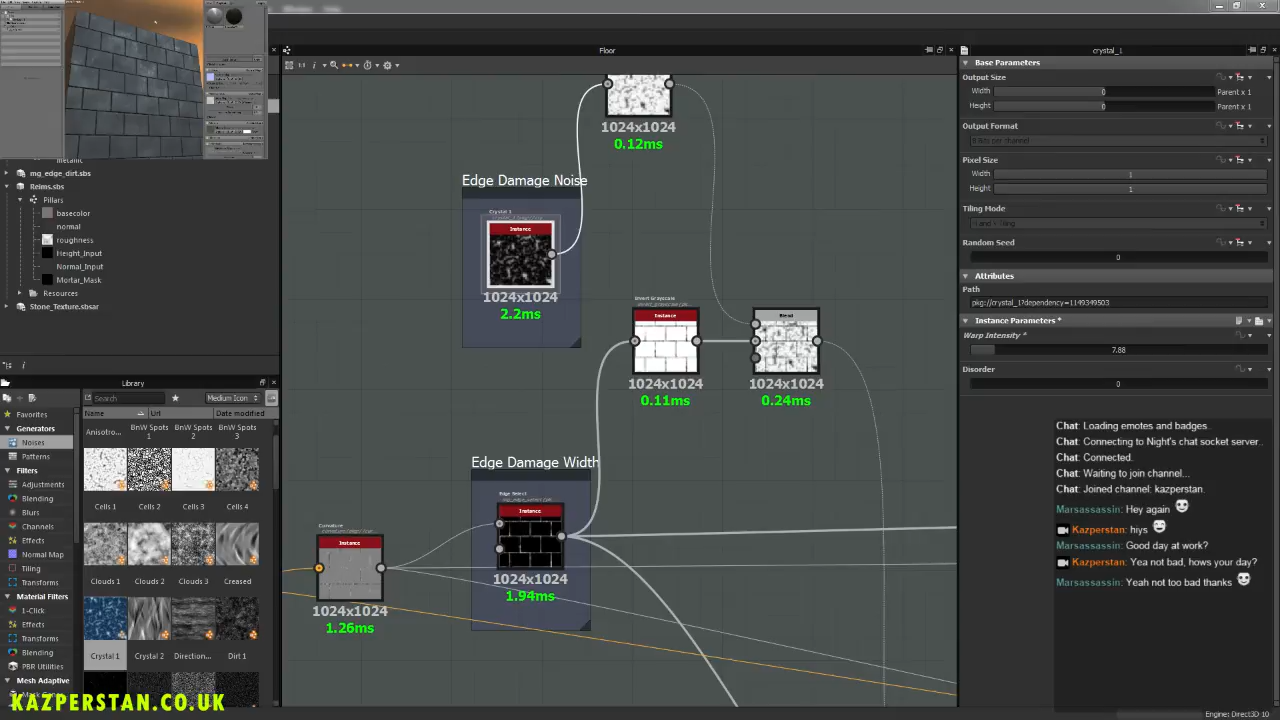 Floor
crystal_1
1:1
Base Parameters
Output Size
Width
0
Parent x 1
Height
0
Parent x 1
Output Format
Pixel Size
Width
1
Height
1
Tiling Mode
Random Seed
0
Attributes
Path
pkg://crystal_1?dependency=1149349503
Instance Parameters *
Warp Intensity *
7.88
Disorder
0
metallic
mg_edge_dirt.sbs
Reims.sbs
Pillars
basecolor
normal
roughness
Height_Input
Normal_Input
Mortar_Mask
Resources
Stone_Texture.sbsar
1024x1024
0.12ms
Edge Damage Noise
Crystal 1
Instance
1024x1024
2.2ms
Invert Grayscale
Instance
1024x1024
0.11ms
Blend
1024x1024
0.24ms
Edge Damage Width
Edge Select
Instance
1024x1024
1.94ms
Curvature
Instance
1024x1024
1.26ms
Library
Search
Medium Icon
Name
Url
Date modified
Favorites
Generators
Noises
Patterns
Filters
Adjustments
Blending
Blurs
Channels
Effects
Normal Map
Tiling
Transforms
Material Filters
1-Click
Effects
Transforms
Blending
PBR Utilities
Mesh Adaptive
Anisotro...
BnW Spots 1
BnW Spots 2
BnW Spots 3
Cells 1
Cells 2
Cells 3
Cells 4
Clouds 1
Clouds 2
Clouds 3
Creased
Crystal 1
Crystal 2
Direction...
Dirt 1
Chat: Loading emotes and badges..
Chat: Connecting to Night's chat socket server..
Chat: Connected.
Chat: Waiting to join channel...
Chat: Joined channel: kazperstan.
Marsassassin: Hey again
Kazperstan: hiys
Marsassassin: Good day at work?
Kazperstan: Yea not bad, hows your day?
Marsassassin: Yeah not too bad thanks
KAZPERSTAN.CO.UK
Engine: Direct3D 10